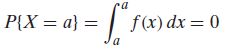 P{X = a} = ∫_a^a f(x) dx = 0